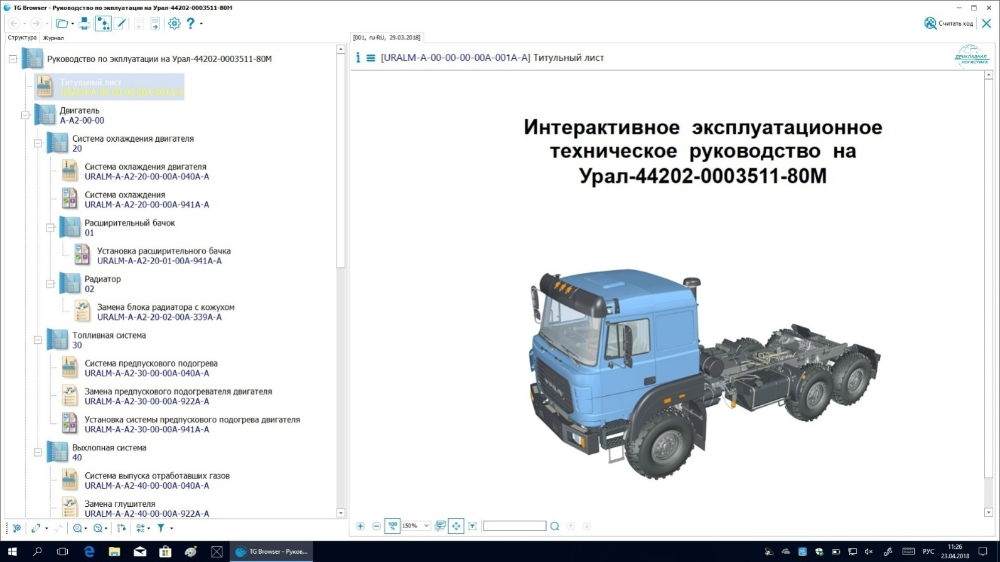 TG Browser - Руководство по экплуатации на Урал-44202-0003511-80М
Считать код
Структура
Журнал
[001, ru-RU, 29.03.2018]
Руководство по экплуатации на Урал-44202-0003511-80М
Титульный лист
URALM-A-00-00-00-00A-001A-A
Двигатель
A-A2-00-00
Система охлаждения двигателя
20
Система охлаждения двигателя
URALM-A-A2-20-00-00A-040A-A
Система охлаждения
URALM-A-A2-20-00-00A-941A-A
Расширительный бачок
01
Установка расширительного бачка
URALM-A-A2-20-01-00A-941A-A
Радиатор
02
Замена блока радиатора с кожухом
URALM-A-A2-20-02-00A-339A-A
Топливная система
30
Система предпускового подогрева
URALM-A-A2-30-00-00A-040A-A
Замена предпускового подогревателя двигателя
URALM-A-A2-30-00-00A-922A-A
Установка системы предпускового подогрева двигателя
URALM-A-A2-30-00-00A-941A-A
Выхлопная система
40
Система выпуска отработавших газов
URALM-A-A2-40-00-00A-040A-A
Замена глушителя
URALM-A-A2-40-00-00A-922A-A
[URALM-A-00-00-00-00A-001A-A] Титульный лист
ПРИКЛАДНАЯ
ЛОГИСТИКА
Интерактивное эксплуатационное
техническое руководство на
Урал-44202-0003511-80М
УРАЛ
100
%
150%
TG Browser - Руков...
РУС
11:26
23.04.2018